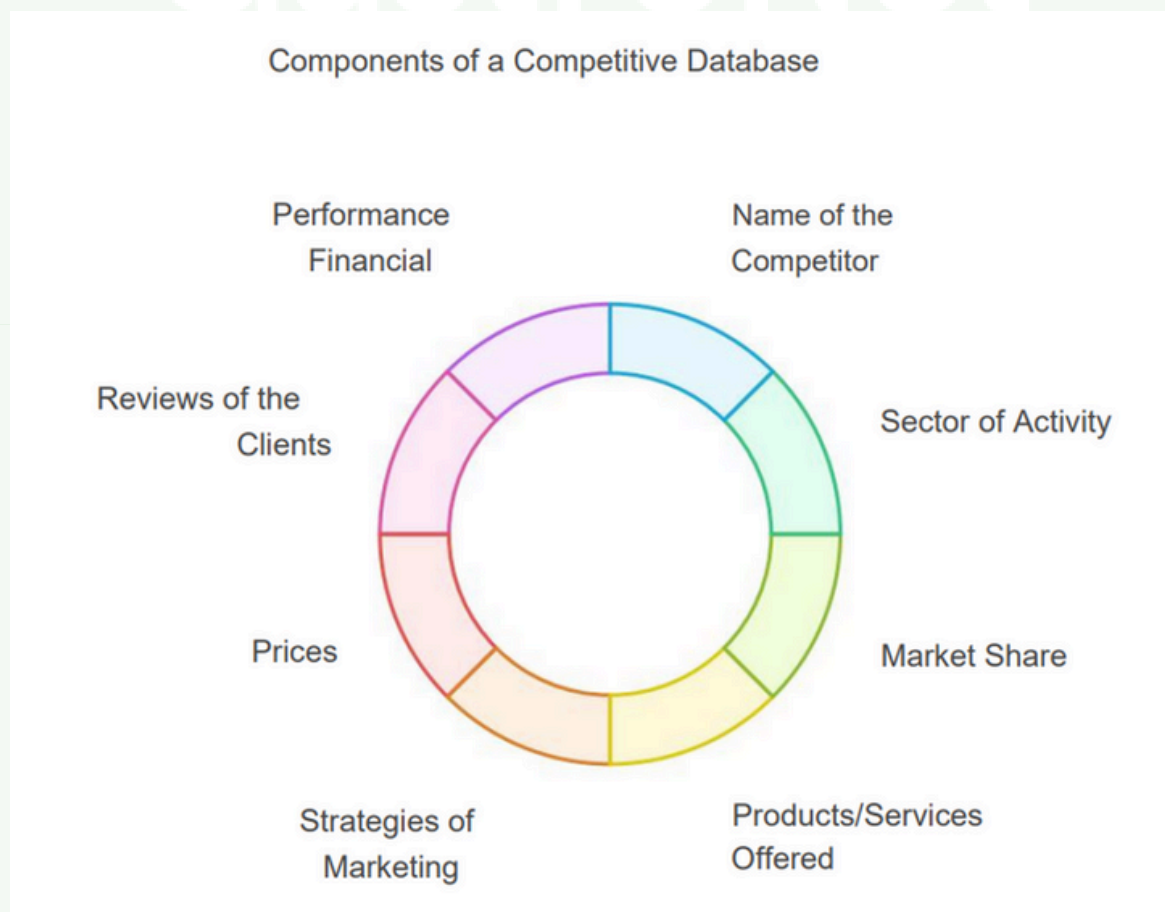 Components of a Competitive Database
Performance
Financial
Name of the
Competitor
Reviews of the
Clients
Sector of Activity
Prices
Market Share
Strategies of
Marketing
Products/Services
Offered